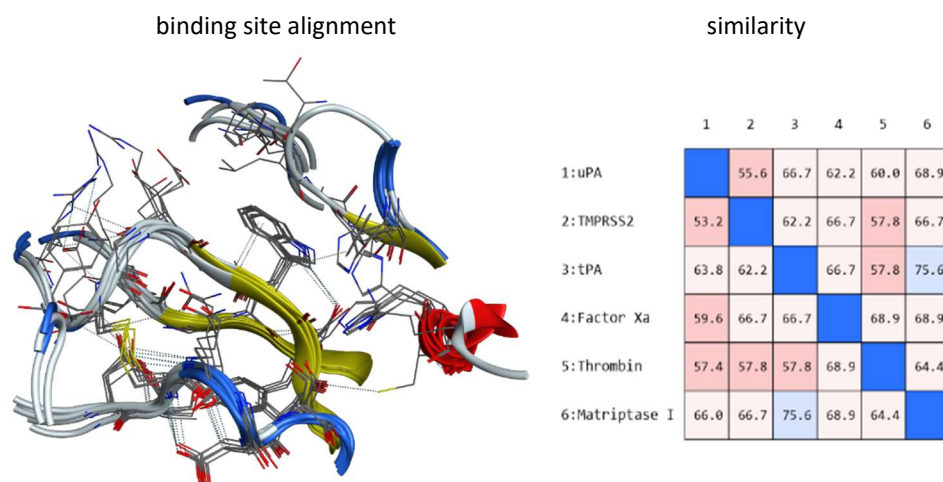 binding site alignment similarity
1 2 3 4 5 6
1:uPA 55.6 66.7 62.2 60.0 68.9
2:TMPRSS2 53.2 62.2 66.7 57.8 66.7
3:tPA 63.8 62.2 66.7 57.8 75.6
4:Factor Xa 59.6 66.7 66.7 68.9 68.9
5:Thrombin 57.4 57.8 57.8 68.9 64.4
6:Matriptase I 66.0 66.7 75.6 68.9 64.4